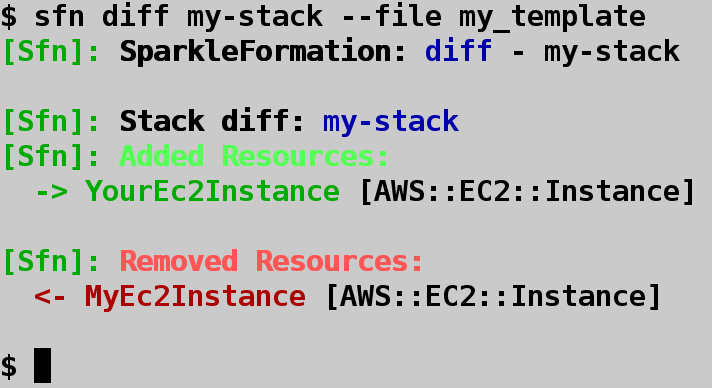 $ sfn diff my-stack --file my_template
[Sfn]: SparkleFormation: diff - my-stack
[Sfn]: Stack diff: my-stack
[Sfn]: Added Resources:
-> YourEc2Instance [AWS::EC2::Instance]
[Sfn]: Removed Resources:
<- MyEc2Instance [AWS::EC2::Instance]
$